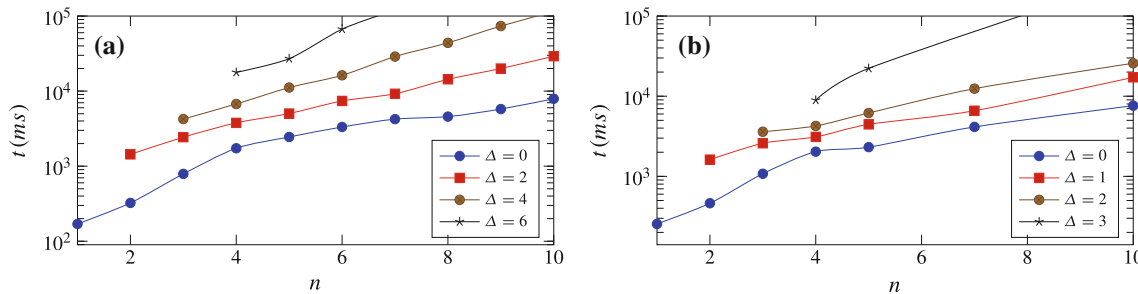 (a)
t (ms)
10^5
10^4
10^3
10^2
2 4 6 8 10
n
Δ = 0
Δ = 2
Δ = 4
Δ = 6
(b)
t (ms)
10^5
10^4
10^3
2 4 6 8 10
n
Δ = 0
Δ = 1
Δ = 2
Δ = 3